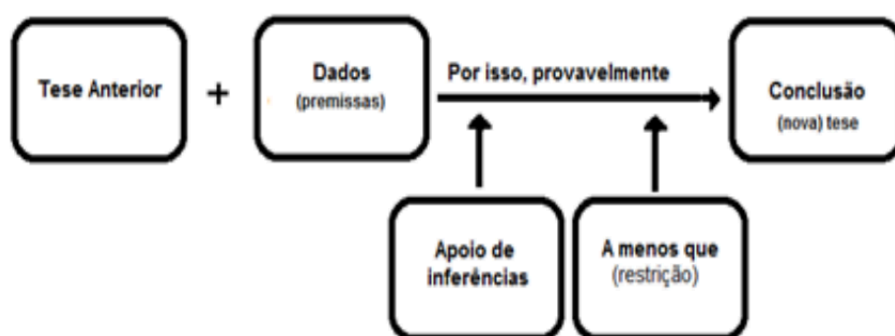 Tese Anterior
+
Dados
(premissas)
Por isso, provavelmente
Conclusão
(nova) tese
Apoio de
inferências
A menos que
(restrição)